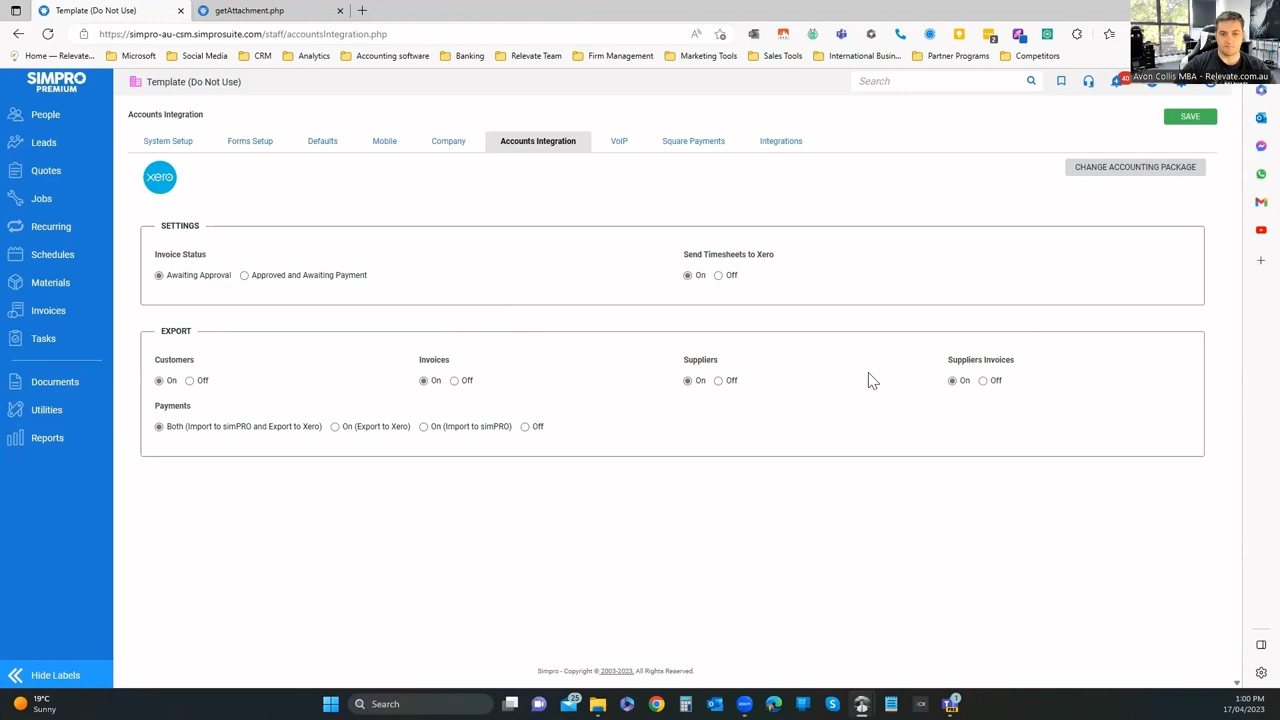 Template (Do Not Use)
getAttachment.php
https://simpro-au-csm.simprosuite.com/staff/accountsIntegration.php
Home — Relevate...
Microsoft
Social Media
CRM
Analytics
Accounting software
Banking
Relevate Team
Firm Management
Marketing Tools
Sales Tools
International Busin...
Partner Programs
Competitors
Avon Collis MBA - Relevate.com.au
SIMPRO
PREMIUM
Template (Do Not Use)
Search
40
People
Leads
Quotes
Jobs
Recurring
Schedules
Materials
Invoices
Tasks
Documents
Utilities
Reports
Hide Labels
Accounts Integration
SAVE
System Setup
Forms Setup
Defaults
Mobile
Company
Accounts Integration
VoIP
Square Payments
Integrations
xero
CHANGE ACCOUNTING PACKAGE
SETTINGS
Invoice Status
Awaiting Approval
Approved and Awaiting Payment
Send Timesheets to Xero
On
Off
EXPORT
Customers
On
Off
Invoices
On
Off
Suppliers
On
Off
Suppliers Invoices
On
Off
Payments
Both (Import to simPRO and Export to Xero)
On (Export to Xero)
On (Import to simPRO)
Off
Simpro - Copyright © 2003-2023, All Rights Reserved.
19°C
Sunny
Search
25
1
1:00 PM
17/04/2023